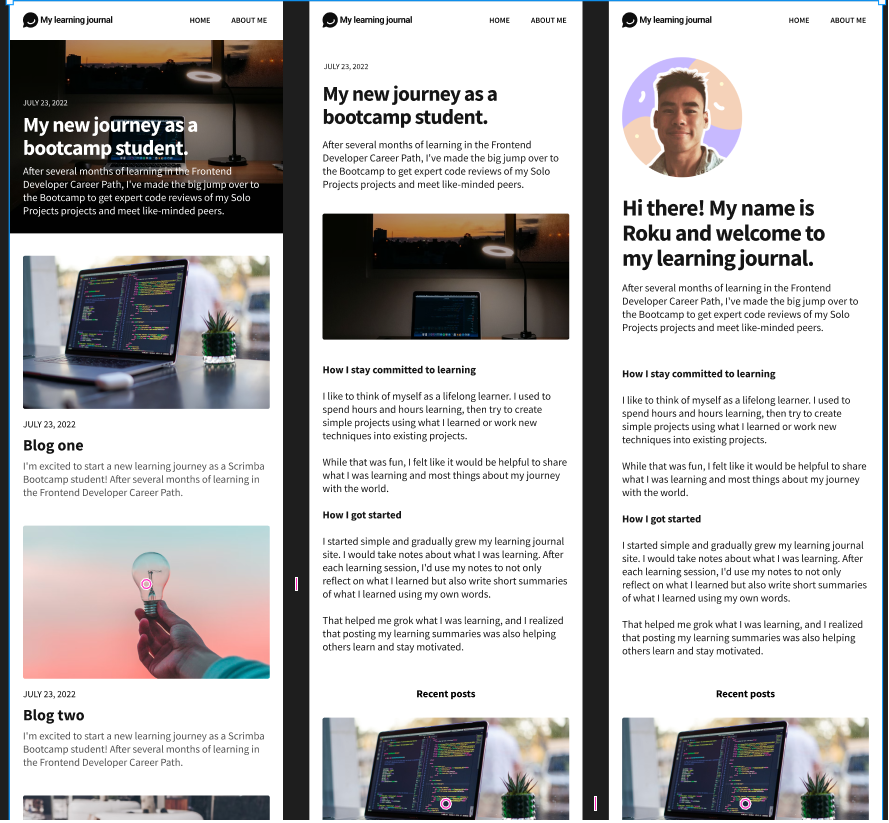 My learning journal
HOME
ABOUT ME
JULY 23, 2022
My new journey as a
bootcamp student.
After several months of learning in the Frontend
Developer Career Path, I've made the big jump over to
the Bootcamp to get expert code reviews of my Solo
Projects projects and meet like-minded peers.
JULY 23, 2022
Blog one
I'm excited to start a new learning journey as a Scrimba
Bootcamp student! After several months of learning in
the Frontend Developer Career Path.
JULY 23, 2022
Blog two
I'm excited to start a new learning journey as a Scrimba
Bootcamp student! After several months of learning in
the Frontend Developer Career Path.
My learning journal
HOME
ABOUT ME
JULY 23, 2022
My new journey as a
bootcamp student.
After several months of learning in the Frontend
Developer Career Path, I've made the big jump over to
the Bootcamp to get expert code reviews of my Solo
Projects projects and meet like-minded peers.
How I stay committed to learning
I like to think of myself as a lifelong learner. I used to
spend hours and hours learning, then try to create
simple projects using what I learned or work new
techniques into existing projects.
While that was fun, I felt like it would be helpful to share
what I was learning and most things about my journey
with the world.
How I got started
I started simple and gradually grew my learning journal
site. I would take notes about what I was learning. After
each learning session, I'd use my notes to not only
reflect on what I learned but also write short summaries
of what I learned using my own words.
That helped me grok what I was learning, and I realized
that posting my learning summaries was also helping
others learn and stay motivated.
Recent posts
My learning journal
HOME
ABOUT ME
Hi there! My name is
Roku and welcome to
my learning journal.
After several months of learning in the Frontend
Developer Career Path, I've made the big jump over to
the Bootcamp to get expert code reviews of my Solo
Projects projects and meet like-minded peers.
How I stay committed to learning
I like to think of myself as a lifelong learner. I used to
spend hours and hours learning, then try to create
simple projects using what I learned or work new
techniques into existing projects.
While that was fun, I felt like it would be helpful to share
what I was learning and most things about my journey
with the world.
How I got started
I started simple and gradually grew my learning journal
site. I would take notes about what I was learning. After
each learning session, I'd use my notes to not only
reflect on what I learned but also write short summaries
of what I learned using my own words.
That helped me grok what I was learning, and I realized
that posting my learning summaries was also helping
others learn and stay motivated.
Recent posts